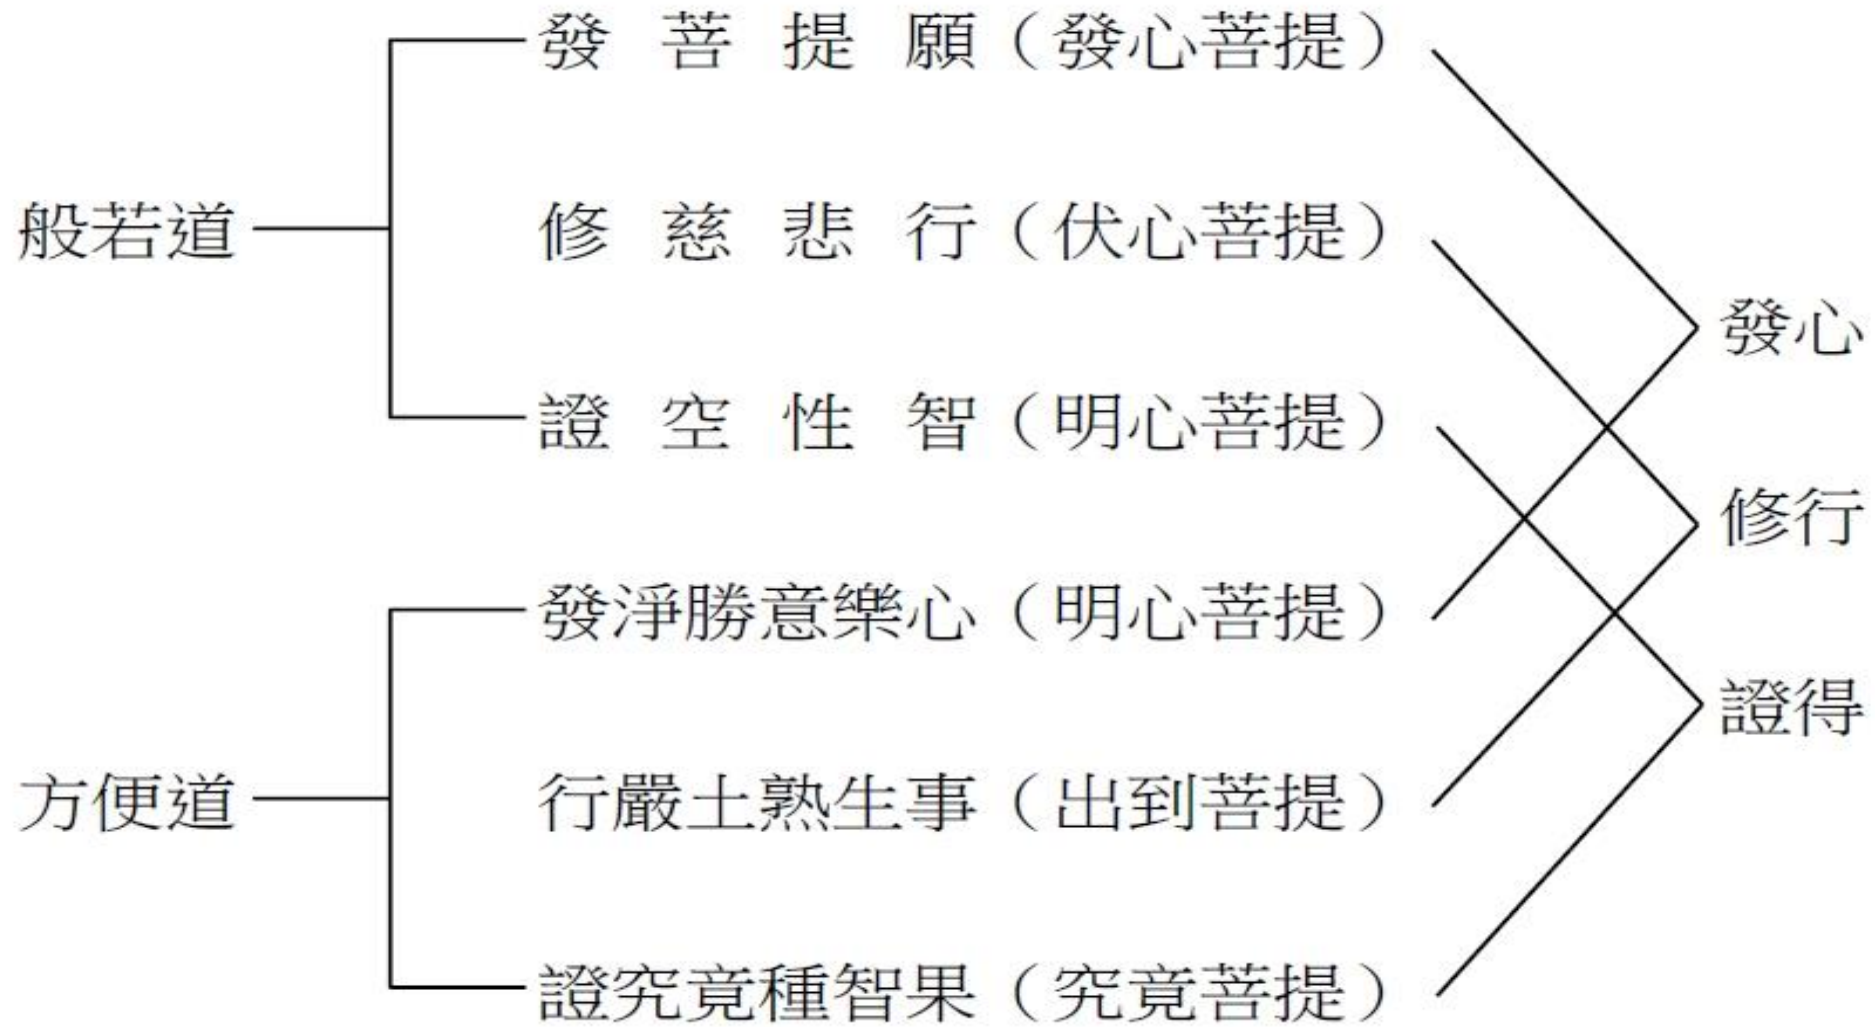 發菩提願（發心菩提）
般若道
修慈悲行（伏心菩提）
發心
證空性智（明心菩提）
修行
發淨勝意樂心（明心菩提）
證得
方便道
行嚴土熟生事（出到菩提）
證究竟種智果（究竟菩提）